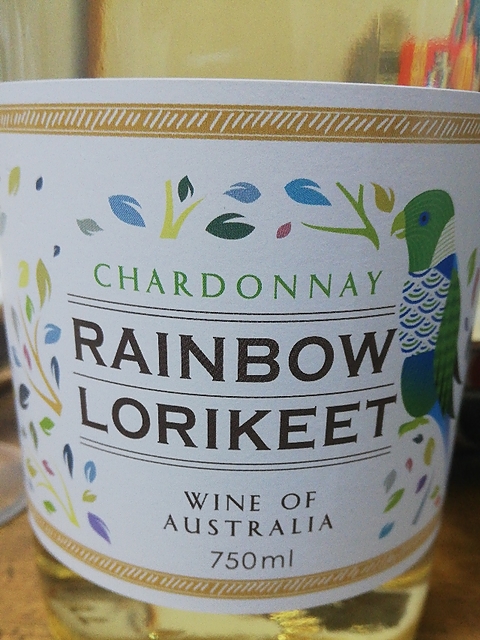 CHARDONNAY
RAINBOW
LORIKEET
WINE OF
AUSTRALIA
750ml